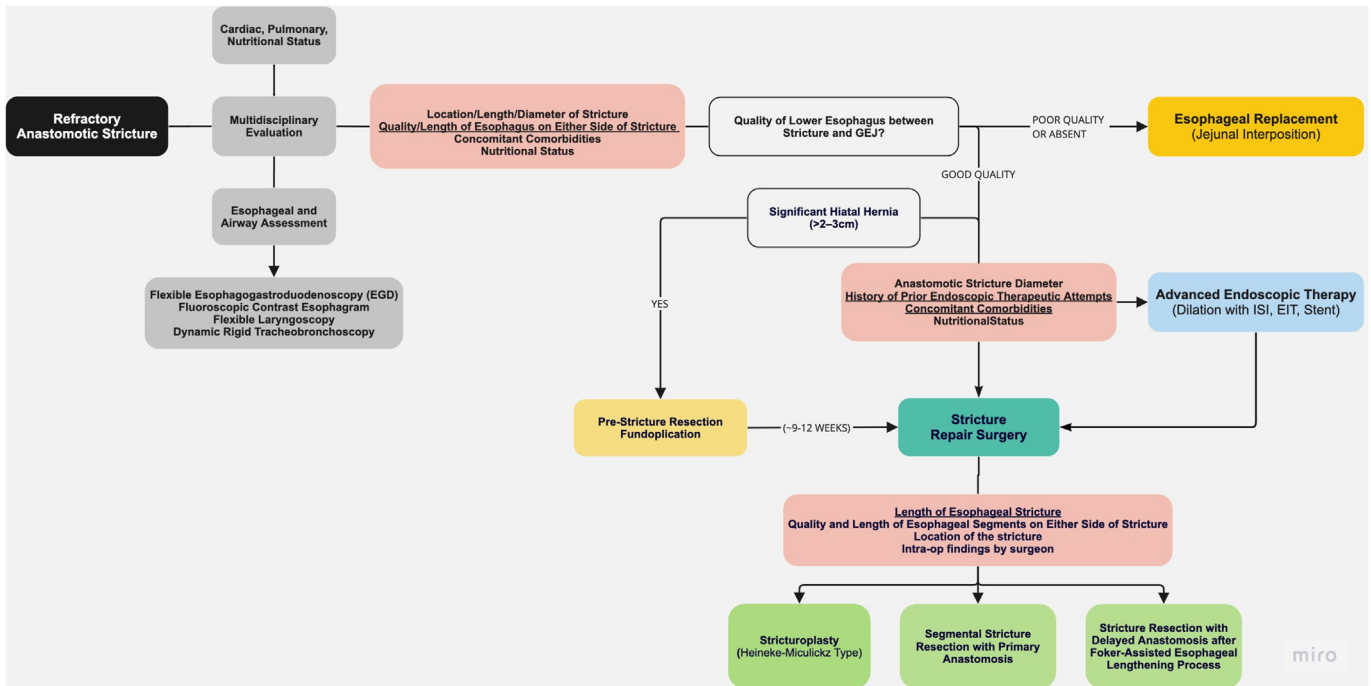 Cardiac, Pulmonary,
Nutritional Status
Refractory
Anastomotic Stricture
Multidisciplinary
Evaluation
Location/Length/Diameter of Stricture
Quality/Length of Esophagus on Either Side of Stricture
Concomitant Comorbidities
Nutritional Status
Quality of Lower Esophagus between
Stricture and GEJ?
POOR QUALITY
OR ABSENT
Esophageal Replacement
(Jejunal Interposition)
GOOD QUALITY
Esophageal and
Airway Assessment
Significant Hiatal Hernia
(>2–3cm)
Flexible Esophagogastroduodenoscopy (EGD)
Fluoroscopic Contrast Esophagram
Flexible Laryngoscopy
Dynamic Rigid Tracheobronchoscopy
YES
Anastomotic Stricture Diameter
History of Prior Endoscopic Therapeutic Attempts
Concomitant Comorbidities
NutritionalStatus
Advanced Endoscopic Therapy
(Dilation with ISI, EIT, Stent)
Pre-Stricture Resection
Fundoplication
(~9-12 WEEKS)
Stricture
Repair Surgery
Length of Esophageal Stricture
Quality and Length of Esophageal Segments on Either Side of Stricture
Location of the stricture
Intra-op findings by surgeon
Stricturoplasty
(Heineke-Miculickz Type)
Segmental Stricture
Resection with Primary
Anastomosis
Stricture Resection with
Delayed Anastomosis after
Foker-Assisted Esophageal
Lengthening Process
miro